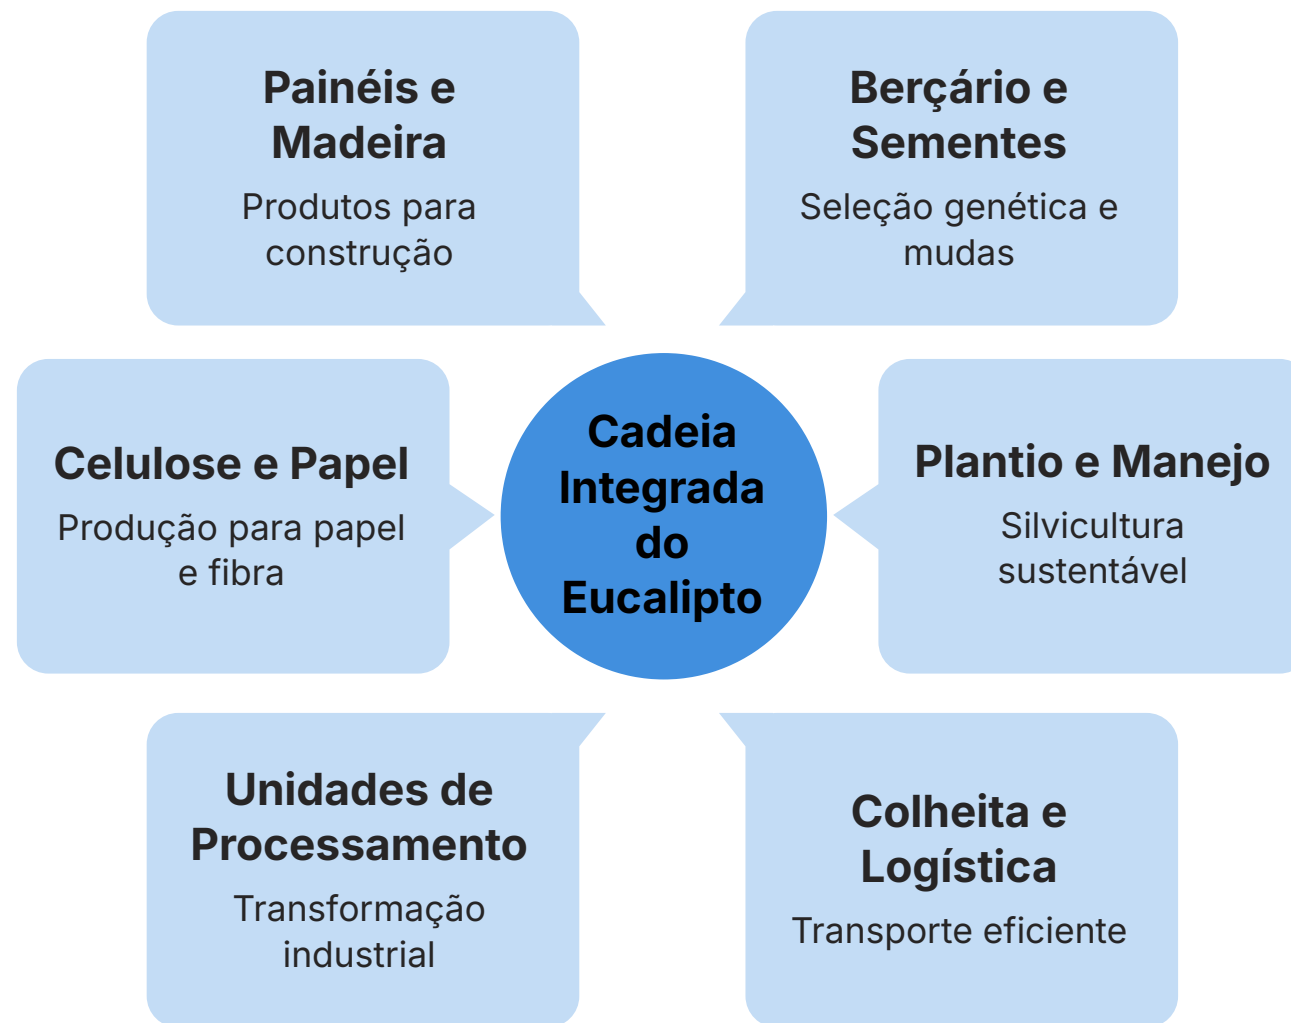 Painéis e
Madeira
Produtos para
construção
Berçário e
Sementes
Seleção genética e
mudas
Celulose e Papel
Produção para papel
e fibra
Cadeia
Integrada
do
Eucalipto
Plantio e Manejo
Silvicultura
sustentável
Unidades de
Processamento
Transformação
industrial
Colheita e
Logística
Transporte eficiente